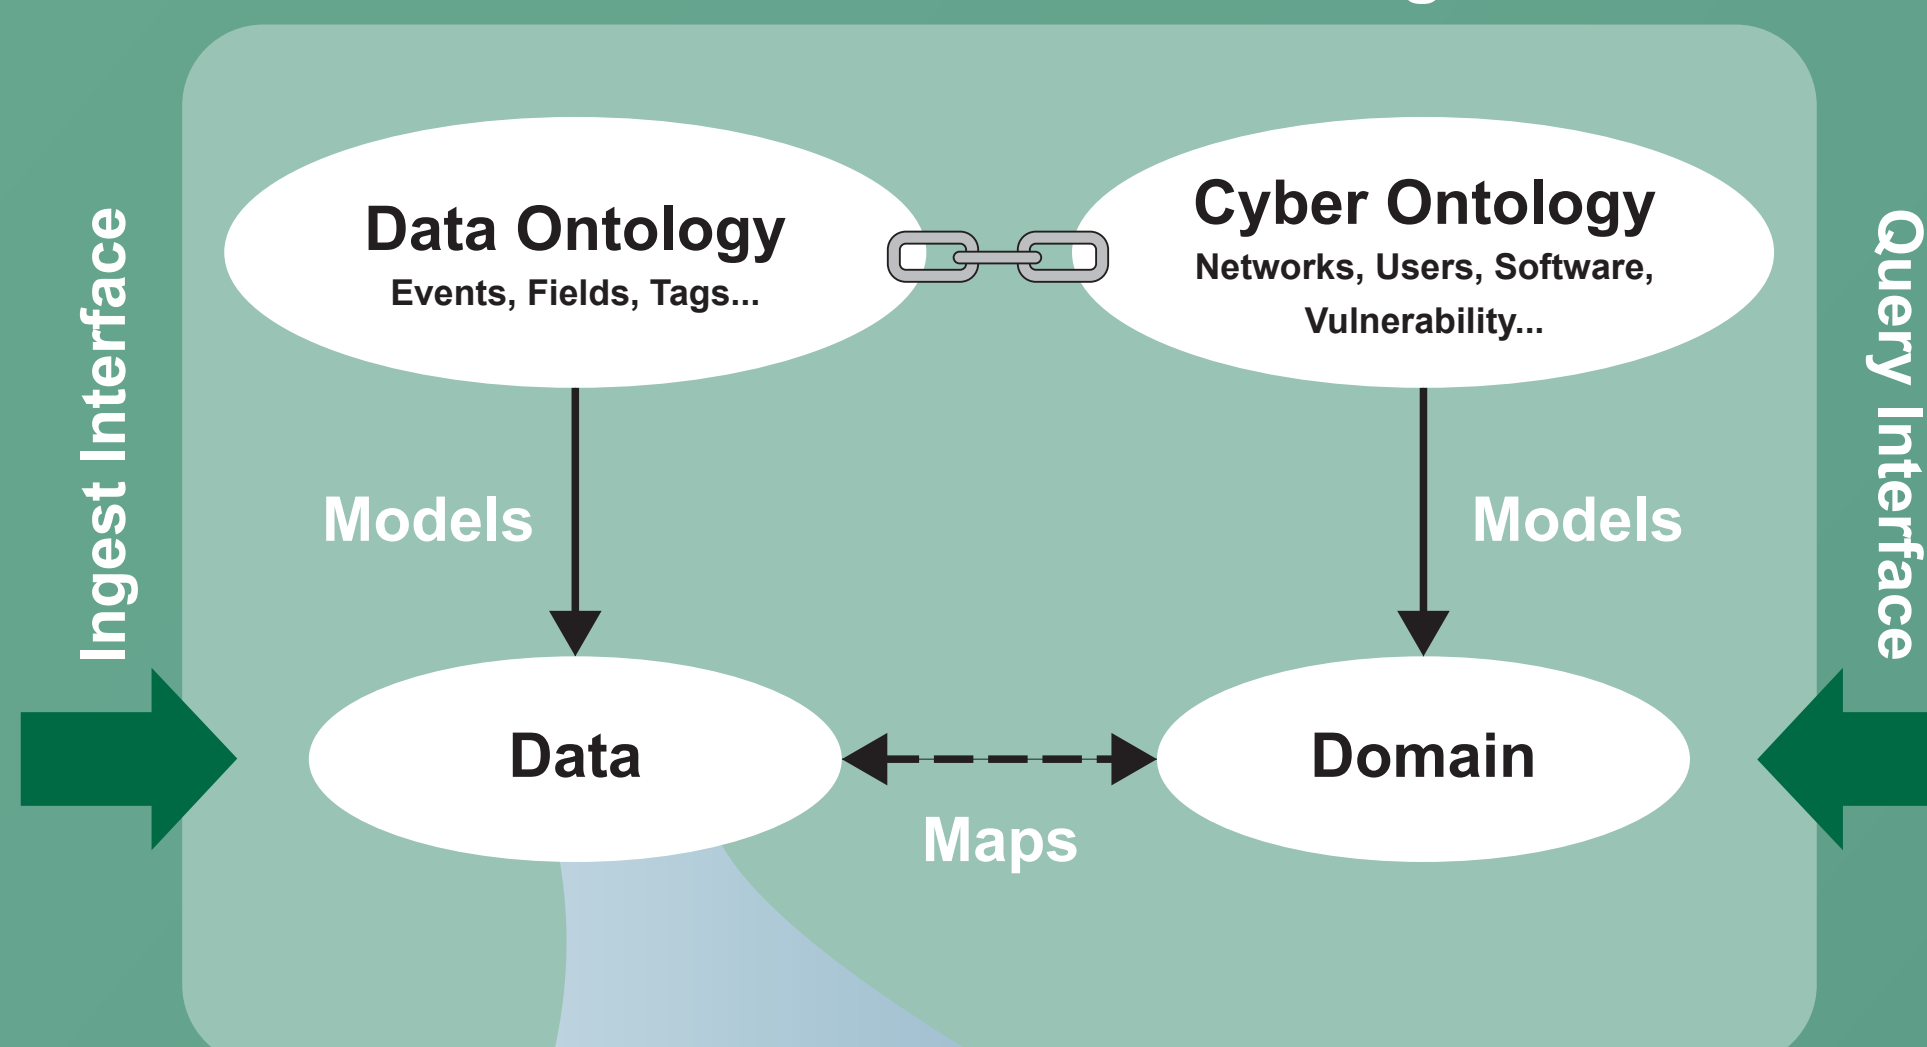 Data Ontology
Events, Fields, Tags...
Cyber Ontology
Networks, Users, Software,
Vulnerability...
Ingest Interface
Query Interface
Models
Models
Data
Domain
Maps